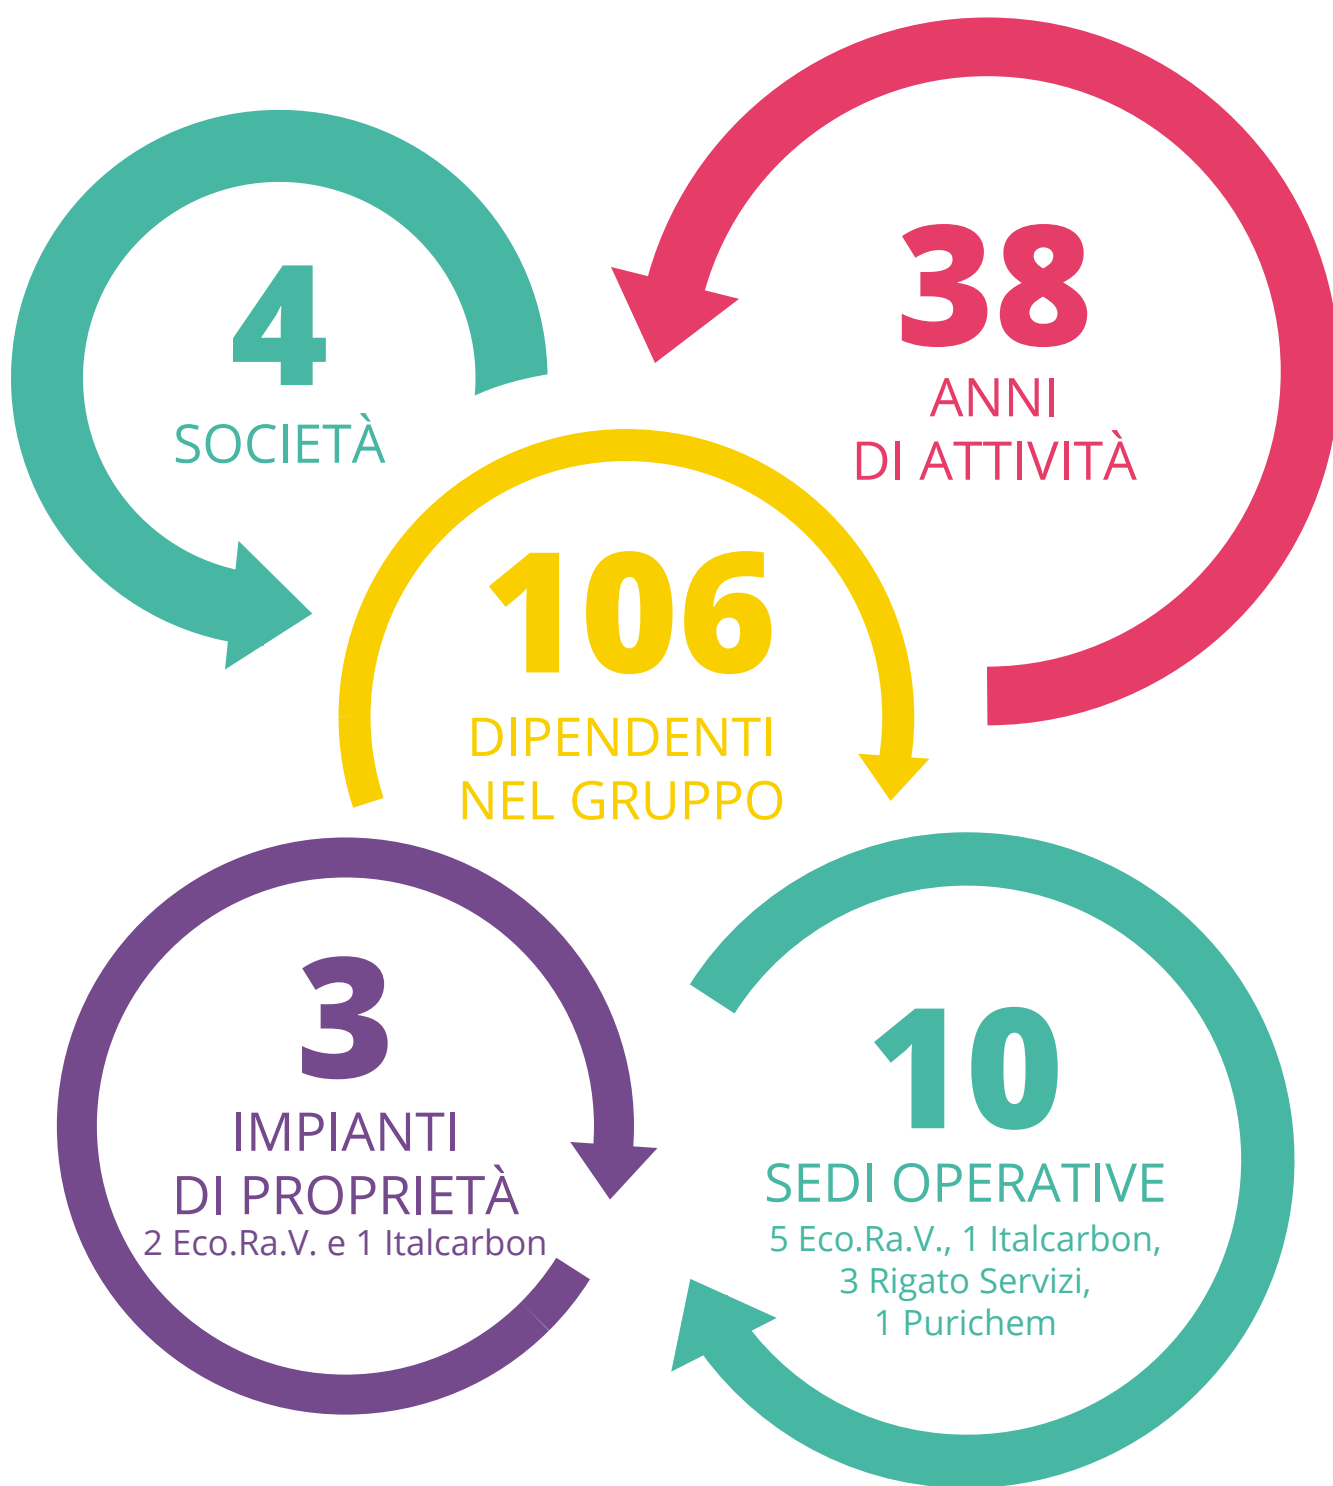 4
SOCIETÀ
38
ANNI
DI ATTIVITÀ
106
DIPENDENTI
NEL GRUPPO
3
IMPIANTI
DI PROPRIETÀ
2 Eco.Ra.V. e 1 Italcarbon
10
SEDI OPERATIVE
5 Eco.Ra.V., 1 Italcarbon,
3 Rigato Servizi,
1 Purichem